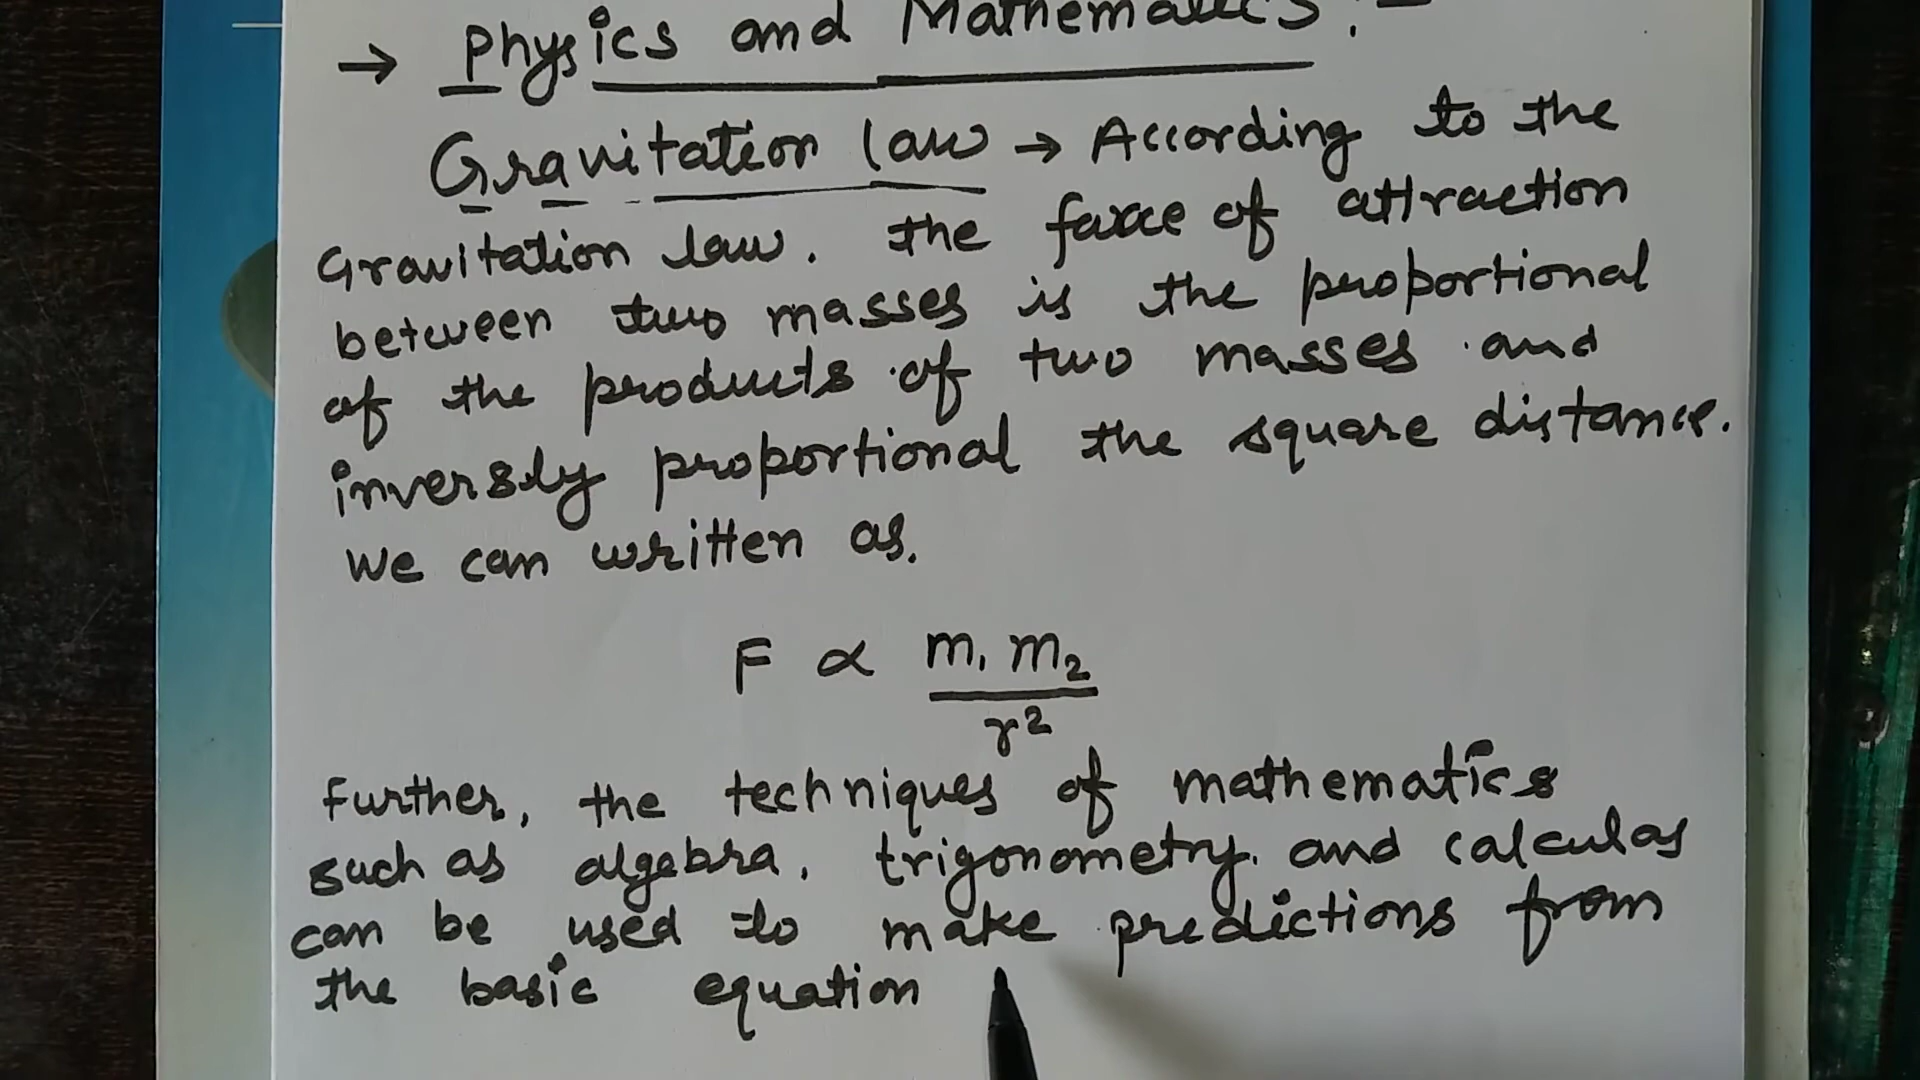 → Physics and Mathematics:-
Gravitation law → According to the
Gravitation law. the force of attraction
between two masses is the proportional
of the products of two masses and
inversly proportional the square distance.
we can written as.
F ∝ m₁ m₂
r²
Further, the techniques of mathematics
such as algebra, trigonometry. and calculas
can be used to make predictions from
the basic equation